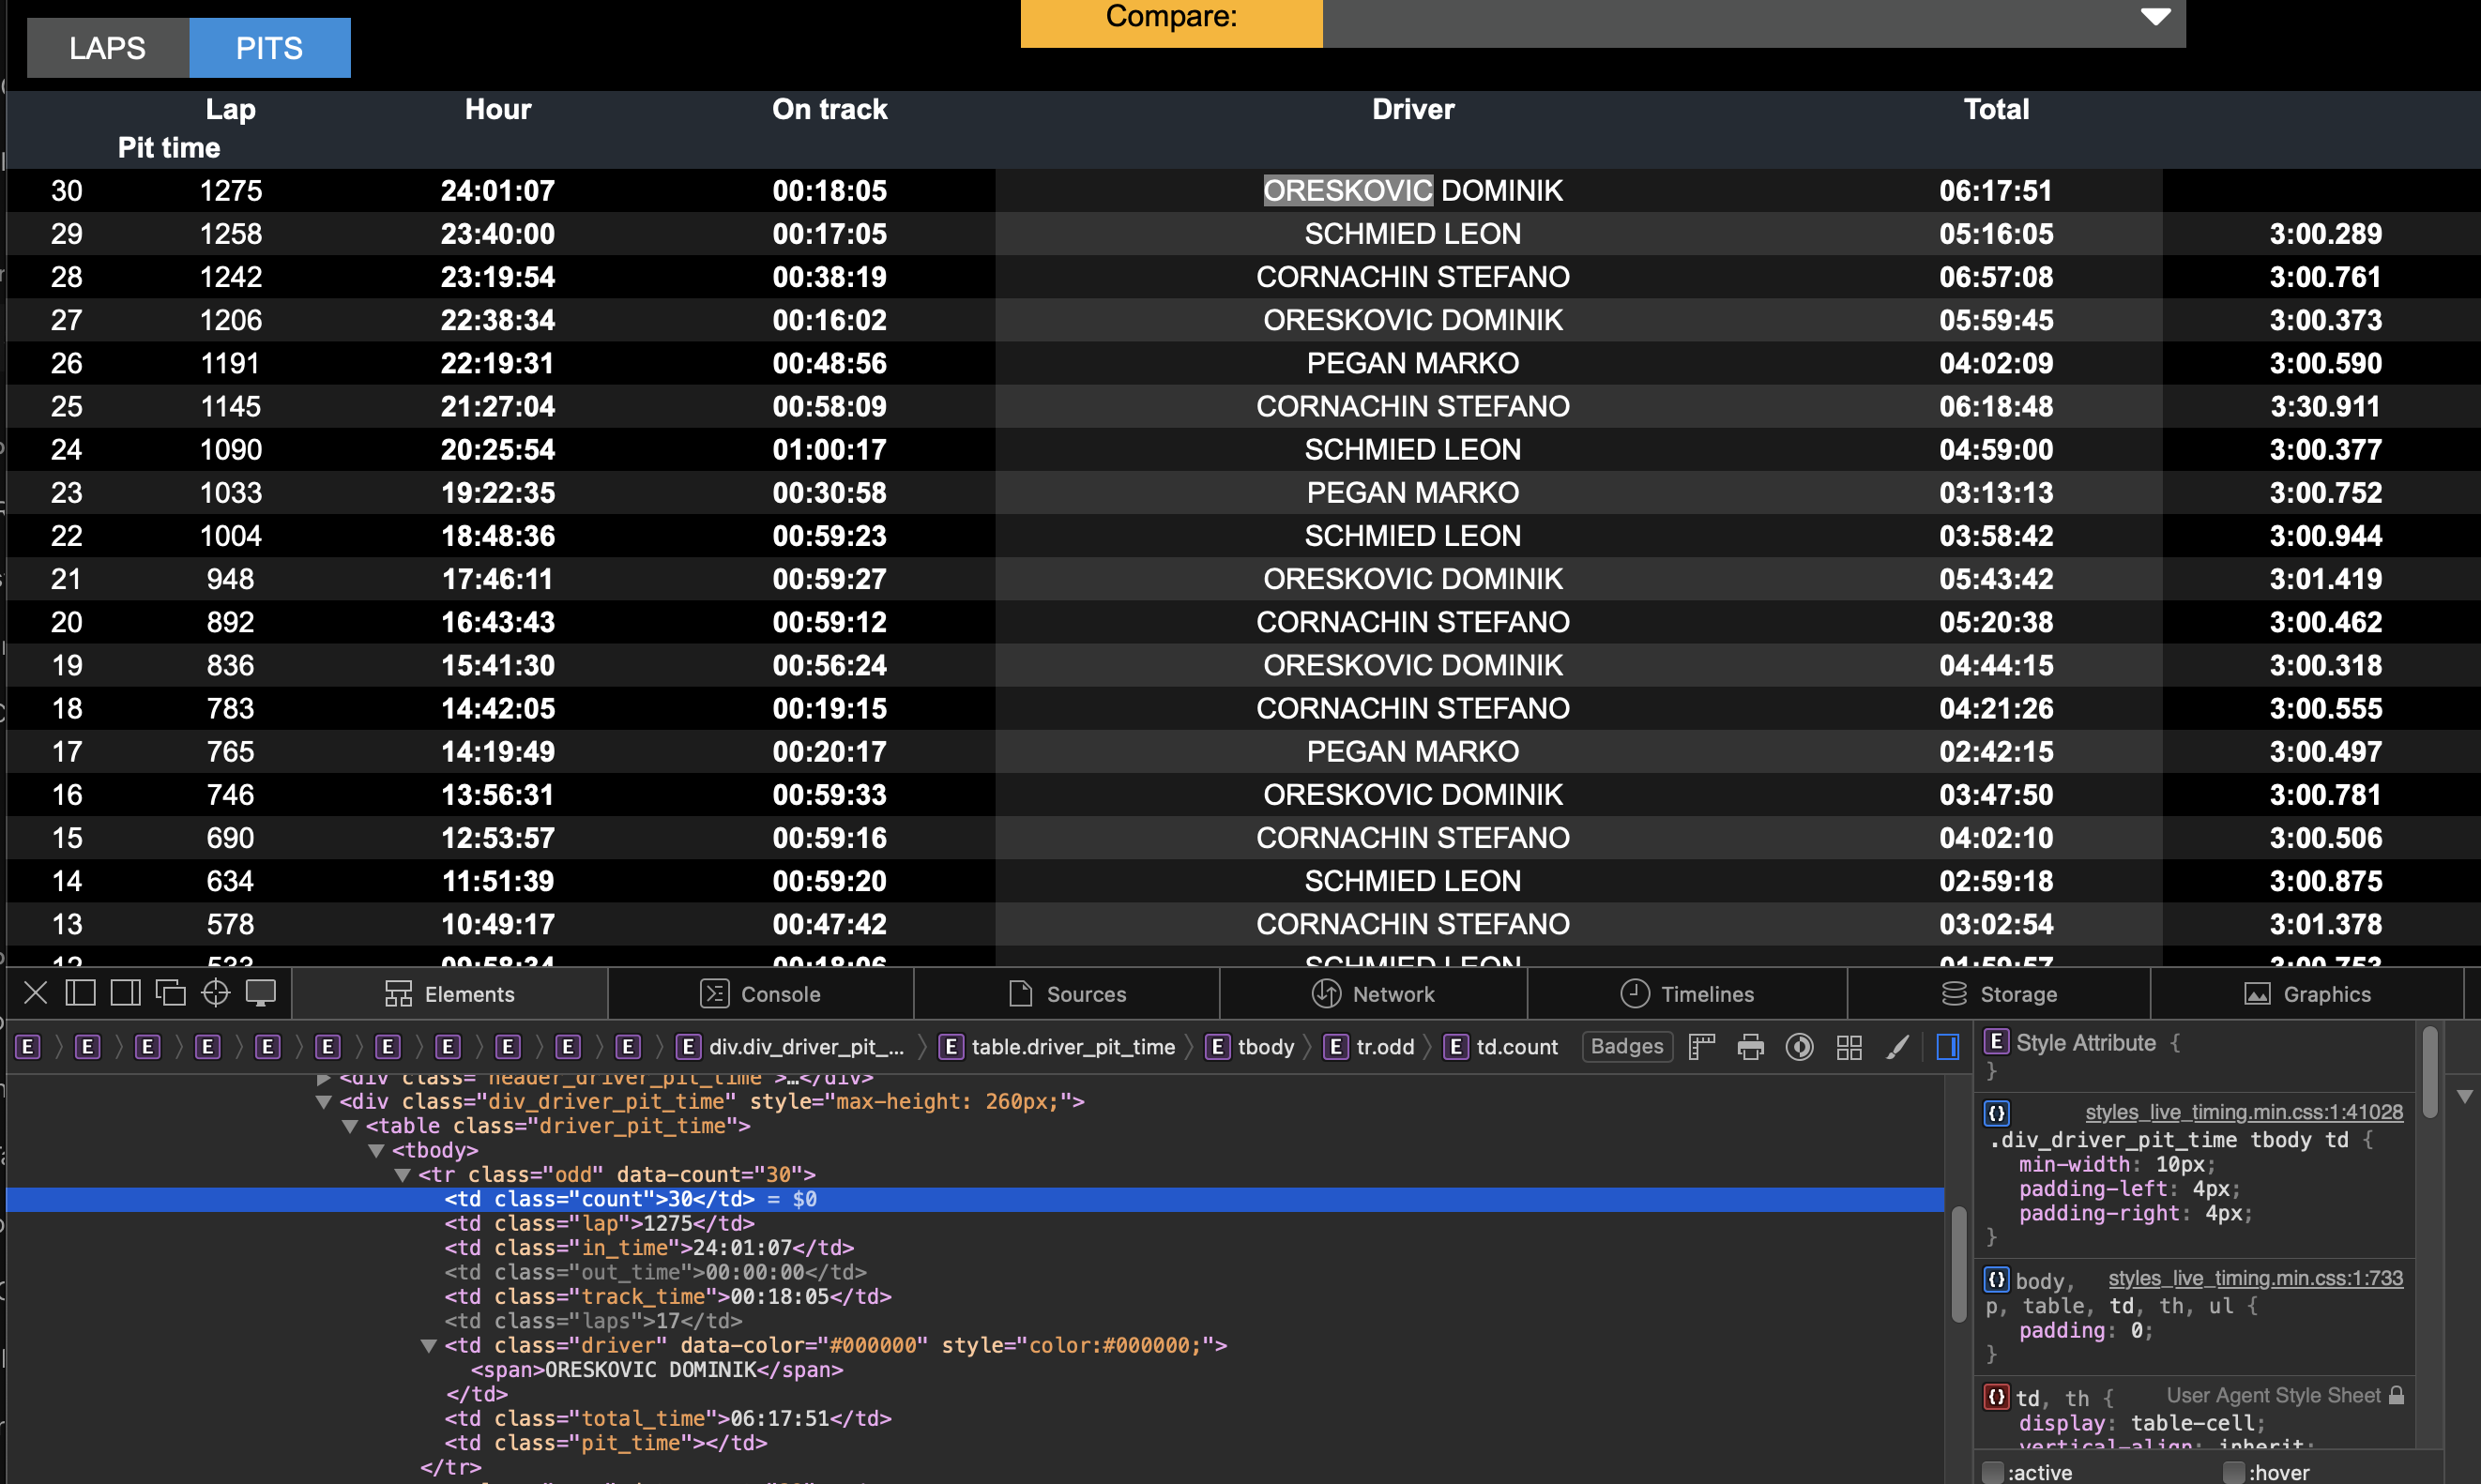 Compare:
LAPS PITS
Lap Hour On track Driver Total
Pit time
30 1275 24:01:07 00:18:05 ORESKOVIC DOMINIK 06:17:51
29 1258 23:40:00 00:17:05 SCHMIED LEON 05:16:05 3:00.289
28 1242 23:19:54 00:38:19 CORNACHIN STEFANO 06:57:08 3:00.761
27 1206 22:38:34 00:16:02 ORESKOVIC DOMINIK 05:59:45 3:00.373
26 1191 22:19:31 00:48:56 PEGAN MARKO 04:02:09 3:00.590
25 1145 21:27:04 00:58:09 CORNACHIN STEFANO 06:18:48 3:30.911
24 1090 20:25:54 01:00:17 SCHMIED LEON 04:59:00 3:00.377
23 1033 19:22:35 00:30:58 PEGAN MARKO 03:13:13 3:00.752
22 1004 18:48:36 00:59:23 SCHMIED LEON 03:58:42 3:00.944
21 948 17:46:11 00:59:27 ORESKOVIC DOMINIK 05:43:42 3:01.419
20 892 16:43:43 00:59:12 CORNACHIN STEFANO 05:20:38 3:00.462
19 836 15:41:30 00:56:24 ORESKOVIC DOMINIK 04:44:15 3:00.318
18 783 14:42:05 00:19:15 CORNACHIN STEFANO 04:21:26 3:00.555
17 765 14:19:49 00:20:17 PEGAN MARKO 02:42:15 3:00.497
16 746 13:56:31 00:59:33 ORESKOVIC DOMINIK 03:47:50 3:00.781
15 690 12:53:57 00:59:16 CORNACHIN STEFANO 04:02:10 3:00.506
14 634 11:51:39 00:59:20 SCHMIED LEON 02:59:18 3:00.875
13 578 10:49:17 00:47:42 CORNACHIN STEFANO 03:02:54 3:01.378
12 SCHMIED LEON
Elements Console Sources Network Timelines Storage Graphics
E E E E E E E E E E E E div.div_driver_pit_... E table.driver_pit_time E tbody E tr.odd E td.count Badges
<div class="header_driver_pit_time">…</div>
<div class="div_driver_pit_time" style="max-height: 260px;">
<table class="driver_pit_time">
<tbody>
<tr class="odd" data-count="30">
<td class="count">30</td> = $0
<td class="lap">1275</td>
<td class="in_time">24:01:07</td>
<td class="out_time">00:00:00</td>
<td class="track_time">00:18:05</td>
<td class="laps">17</td>
<td class="driver" data-color="#000000" style="color:#000000;">
<span>ORESKOVIC DOMINIK</span>
</td>
<td class="total_time">06:17:51</td>
<td class="pit_time"></td>
</tr>
E Style Attribute {
}
{} styles_live_timing.min.css:1:41028
.div_driver_pit_time tbody td {
min-width: 10px;
padding-left: 4px;
padding-right: 4px;
}
{} body, styles_live_timing.min.css:1:733
p, table, td, th, ul {
padding: 0;
}
{} td, th { User Agent Style Sheet
display: table-cell;
vertical-align: inherit;
:active :hover